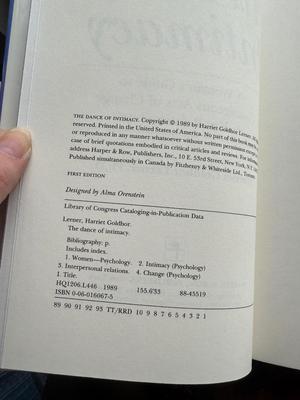 THE DANCE OF INTIMACY. Copyright © 1989 by Harriet Goldhor Lerner. All
reserved. Printed in the United States of America. No part of this book may be
or reproduced in any manner whatsoever without written permission except
case of brief quotations embodied in critical articles and reviews. For information
address Harper & Row, Publishers, Inc., 10 E. 53rd Street, New York, N.Y.
Published simultaneously in Canada by Fitzhenry & Whiteside Ltd., Toronto.
FIRST EDITION
Designed by Alma Orenstein
Library of Congress Cataloging-in-Publication Data
Lerner, Harriet Goldhor.
The dance of intimacy.
Bibliography: p.
Includes index.
1. Women—Psychology. 2. Intimacy (Psychology)
3. Interpersonal relations. 4. Change (Psychology)
I. Title.
HQ1206.L446 1989 155.6'33 88-45519
ISBN 0-06-016067-5
89 90 91 92 93 TT/RRD 10 9 8 7 6 5 4 3 2 1